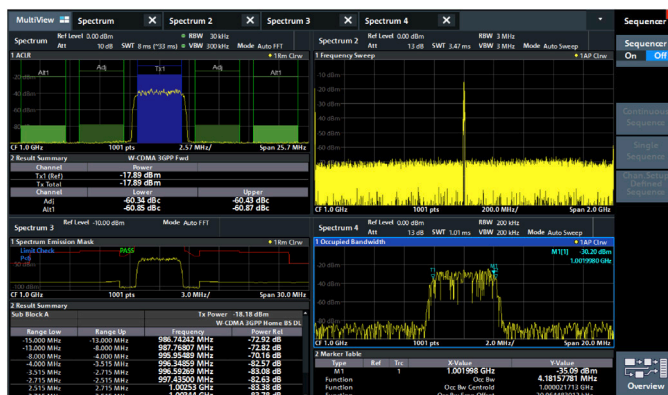 MultiView Spectrum Spectrum 2 Spectrum 3 Spectrum 4 Sequencer
Spectrum
Ref Level 0.00 dBm RBW 30 kHz
Att 10 dB SWT 8 ms (~33 ms) VBW 300 kHz Mode Auto FFT
1 ACLR 1Rm Clrw
Alt1 Adj Tx1 Adj Alt1
CF 1.0 GHz 1001 pts 2.57 MHz/ Span 25.7 MHz
2 Result Summary W-CDMA 3GPP Fwd
Channel Power
Tx1 (Ref) -17.89 dBm
Tx Total -17.89 dBm
Channel Lower Upper
Adj -60.34 dBc -60.43 dBc
Alt1 -60.85 dBc -60.87 dBc
Spectrum 2
Ref Level 0.00 dBm RBW 3 MHz
Att 13 dB SWT 3.47 ms VBW 3 MHz Mode Auto Sweep
1 Frequency Sweep 1AP Clrw
CF 1.0 GHz 1001 pts 200.0 MHz/ Span 2.0 GHz
Spectrum 3
Ref Level -10.00 dBm Mode Auto FFT
1 Spectrum Emission Mask 1Rm Clrw
Limit Check PASS
CF 1.0 GHz 1001 pts 3.0 MHz/ Span 30.0 MHz
2 Result Summary
Sub Block A Tx Power -18.18 dBm
W-CDMA 3GPP Home BS DL
Range Low Range Up Frequency Power Rel
-15.000 MHz -13.000 MHz 986.74242 MHz -72.92 dB
-13.000 MHz -8.000 MHz 987.76807 MHz -72.82 dB
-8.000 MHz -4.000 MHz 995.95489 MHz -70.16 dB
-4.000 MHz -3.515 MHz 996.34859 MHz -82.57 dB
-3.515 MHz -2.715 MHz 996.59269 MHz -83.08 dB
-2.715 MHz -2.515 MHz 997.43500 MHz -82.63 dB
2.515 MHz 2.715 MHz 1.00253 GHz -83.38 dB
Spectrum 4
Ref Level 0.00 dBm RBW 200 kHz
Att 13 dB SWT 1.01 ms VBW 200 kHz Mode Auto Sweep
1 Occupied Bandwidth 1AP Clrw
M1[1] -30.20 dBm
1.0019980 GHz
CF 1.0 GHz 1001 pts 2.0 MHz/ Span 20.0 MHz
2 Marker Table
Type Ref Trc X-Value Y-Value
M1 1 1.001998 GHz -35.09 dBm
Function Occ Bw 4.18157781 MHz
Function Occ Bw Centroid 1.000021713 GHz
Sequencer
On Off
Continuous
Sequence
Single
Sequence
Chan Setup
Defined
Sequence
Overview